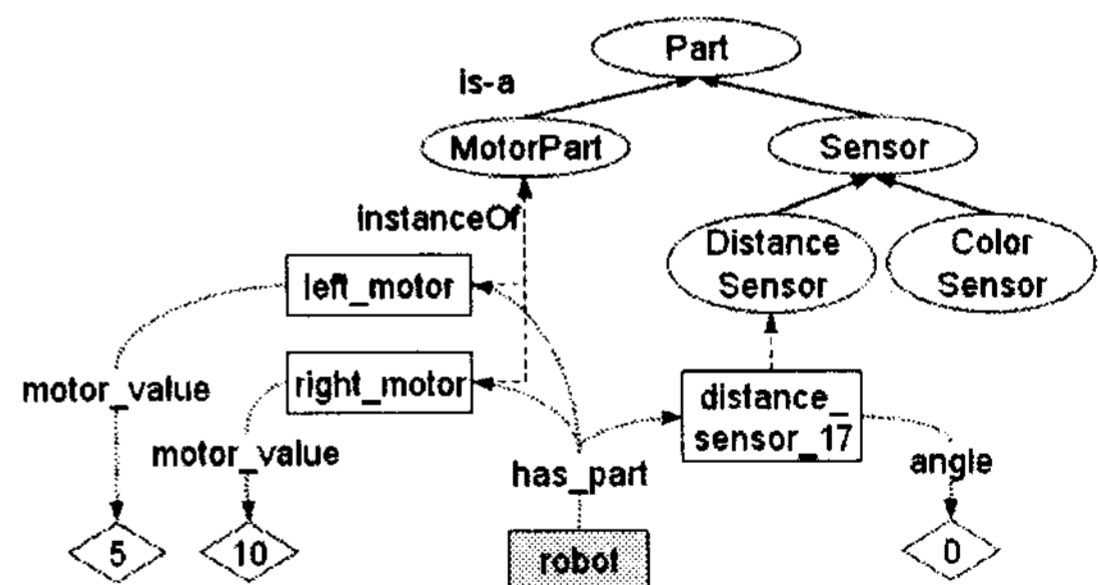 Part
is-a
MotorPart
Sensor
instanceOf
Distance
Sensor
Color
Sensor
left_motor
right_motor
distance_
sensor_17
motor_value
motor_value
has_part
angle
5
10
robot
0